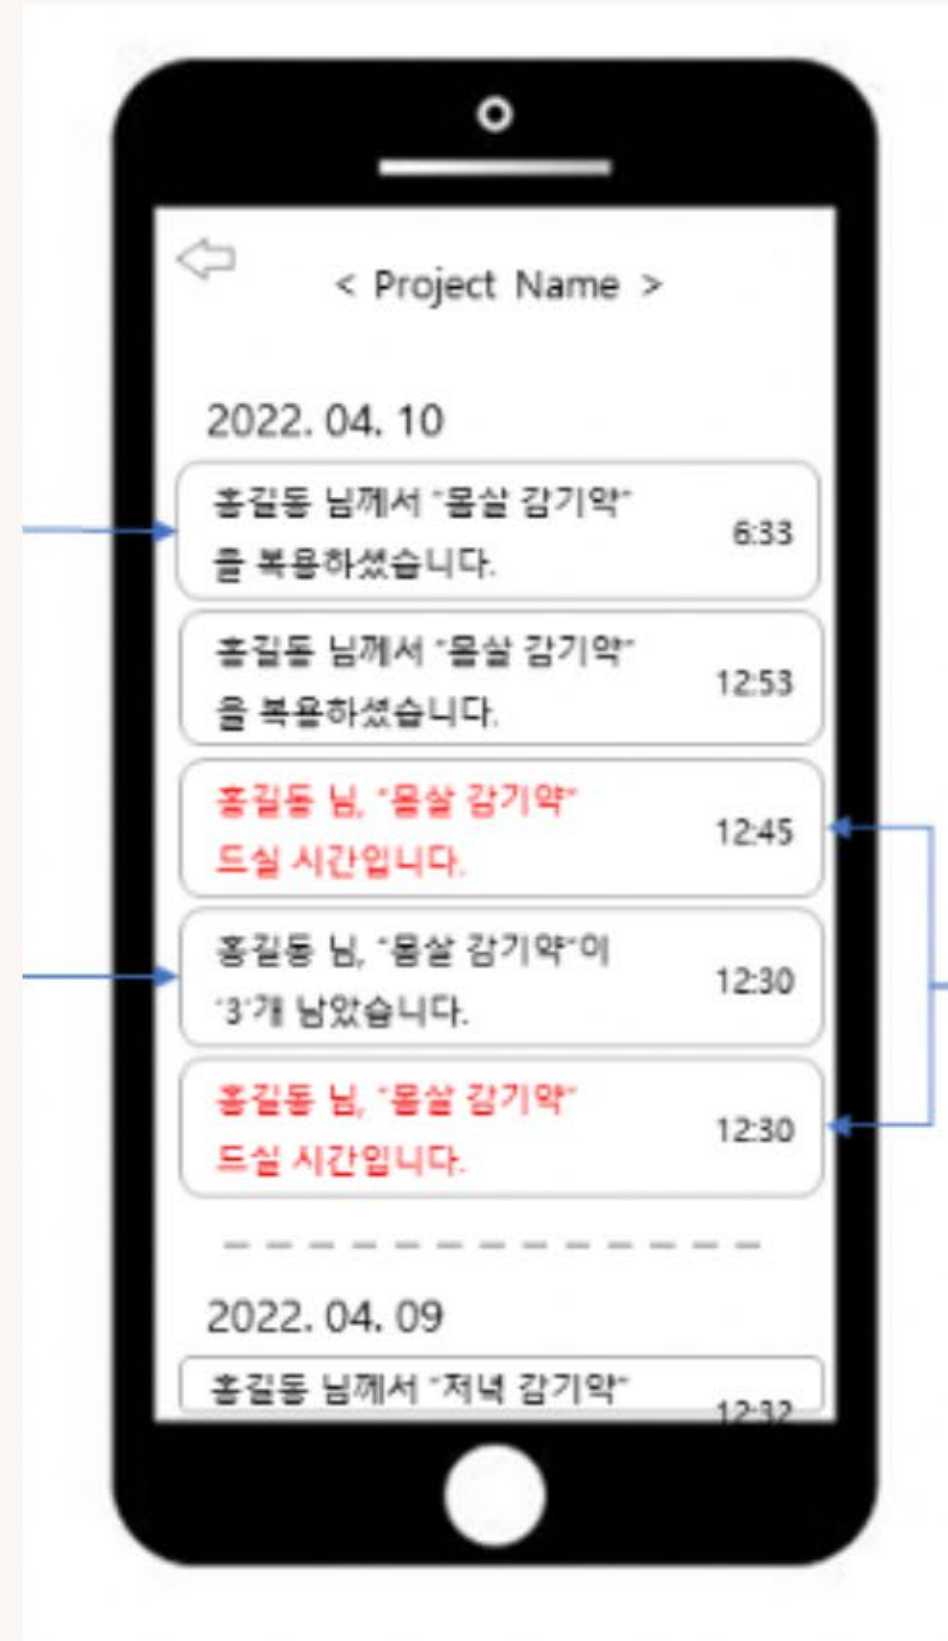 < Project Name >
2022. 04. 10
홍길동 님께서 "몸살 감기약"
을 복용하셨습니다.
6:33
홍길동 님께서 "몸살 감기약"
을 복용하셨습니다.
12:53
홍길동 님, "몸살 감기약"
드실 시간입니다.
12:45
홍길동 님, "몸살 감기약"이
'3'개 남았습니다.
12:30
홍길동 님, "몸살 감기약"
드실 시간입니다.
12:30
2022. 04. 09
홍길동 님께서 "저녁 감기약"
12:32